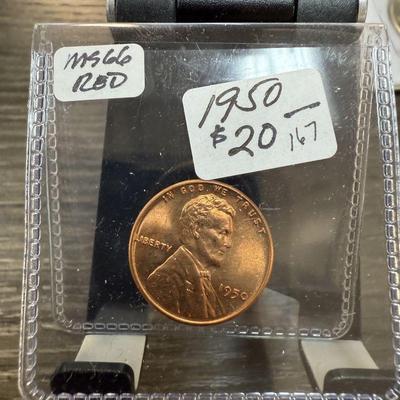 MS66
RED
1950 —
$20 167
IN GOD WE TRUST
LIBERTY
1950